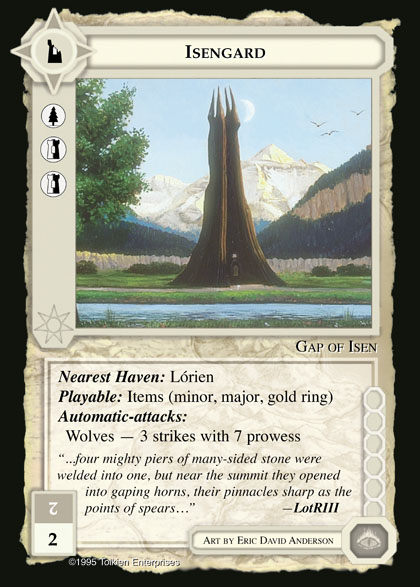 ISENGARD
GAP OF ISEN
Nearest Haven: Lórien
Playable: Items (minor, major, gold ring)
Automatic-attacks:
Wolves — 3 strikes with 7 prowess
“...four mighty piers of many-sided stone were
welded into one, but near the summit they opened
into gaping horns, their pinnacles sharp as the
points of spears…” —LotRIII
2
2
ART BY ERIC DAVID ANDERSON
©1995 Tolkien Enterprises